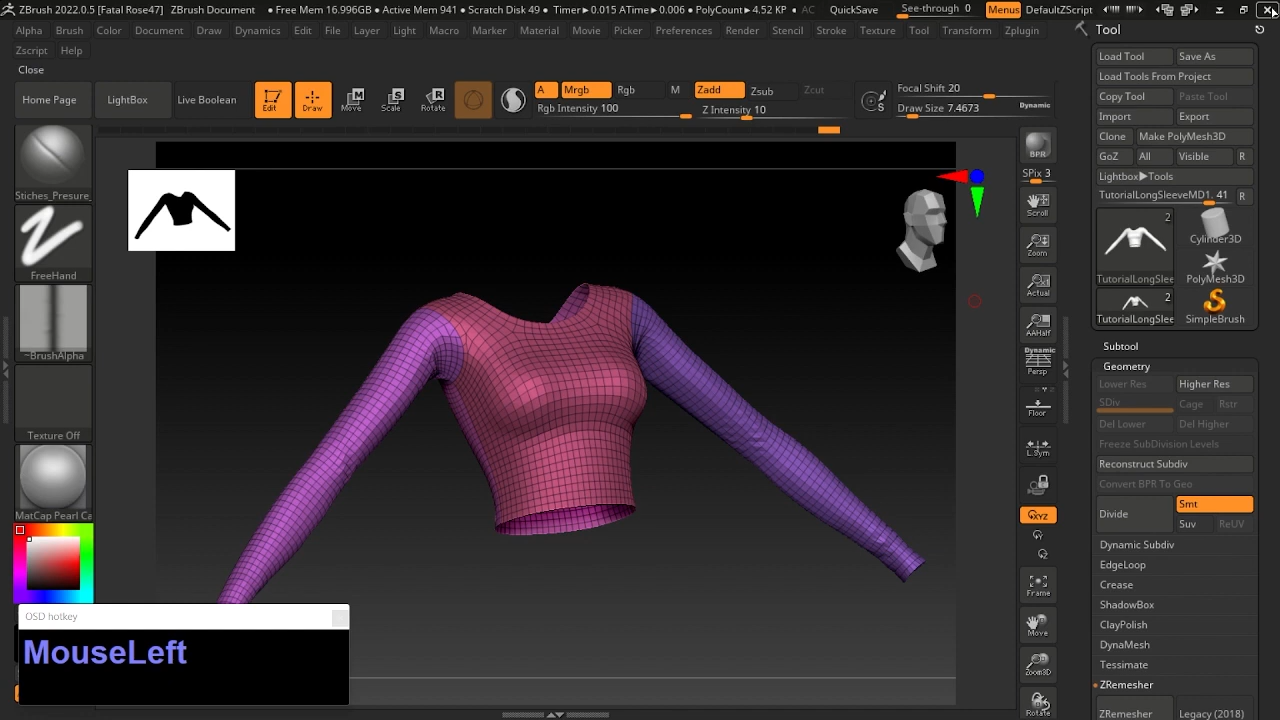 ZBrush 2022.0.5 [Fatal Rose47] ZBrush Document • Free Mem 16.996GB • Active Mem 941 • Scratch Disk 49 • Timer▶0.015 ATime▶0.006 • PolyCount▶4.52 KP • AC QuickSave See-through 0 Menus DefaultZScript
Alpha Brush Color Document Draw Dynamics Edit File Layer Light Macro Marker Material Movie Picker Preferences Render Stencil Stroke Texture Tool Transform Zplugin
Zscript Help
Close
Home Page LightBox Live Boolean Edit Draw Move Scale Rotate
A Mrgb Rgb M Zadd Zsub Zcut
Rgb Intensity 100 Z Intensity 10
Focal Shift 20
Draw Size 7.4673 Dynamic
Stiches_Presure_
FreeHand
~BrushAlpha
Texture Off
MatCap Pearl Ca
OSD hotkey
MouseLeft
BPR
SPix 3
Scroll
Zoom
Actual
AAHalf
Dynamic
Persp
Floor
L.Sym
XYZ
Frame
Move
Zoom3D
Rotate
Tool
Load Tool Save As
Load Tools From Project
Copy Tool Paste Tool
Import Export
Clone Make PolyMesh3D
GoZ All Visible R
Lightbox▶Tools
TutorialLongSleeveMD1. 41 R
2
TutorialLongSlee
Cylinder3D
PolyMesh3D
2
TutorialLongSlee
SimpleBrush
Subtool
Geometry
Lower Res Higher Res
SDiv Cage Rstr
Del Lower Del Higher
Freeze SubDivision Levels
Reconstruct Subdiv
Convert BPR To Geo
Divide Smt
Suv ReUV
Dynamic Subdiv
EdgeLoop
Crease
ShadowBox
ClayPolish
DynaMesh
Tessimate
ZRemesher
ZRemesher Legacy (2018)